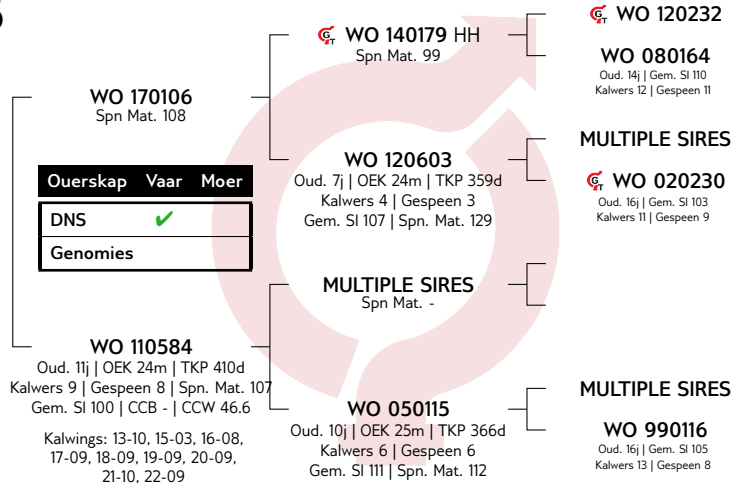 WO 170106
Spn Mat. 108
Ouerskap Vaar Moer
DNS ✔
Genomies
WO 110584
Oud. 11j | OEK 24m | TKP 410d
Kalwers 9 | Gespeen 8 | Spn. Mat. 107
Gem. SI 100 | CCB - | CCW 46.6
Kalwings: 13-10, 15-03, 16-08,
17-09, 18-09, 19-09, 20-09,
21-10, 22-09
GT WO 140179 HH
Spn Mat. 99
WO 120603
Oud. 7j | OEK 24m | TKP 359d
Kalwers 4 | Gespeen 3
Gem. SI 107 | Spn. Mat. 129
MULTIPLE SIRES
Spn Mat. -
WO 050115
Oud. 10j | OEK 25m | TKP 366d
Kalwers 6 | Gespeen 6
Gem. SI 111 | Spn. Mat. 112
GT WO 120232
WO 080164
Oud. 14j | Gem. SI 110
Kalwers 12 | Gespeen 11
MULTIPLE SIRES
GT WO 020230
Oud. 16j | Gem. SI 103
Kalwers 11 | Gespeen 9
MULTIPLE SIRES
WO 990116
Oud. 16j | Gem. SI 105
Kalwers 13 | Gespeen 8